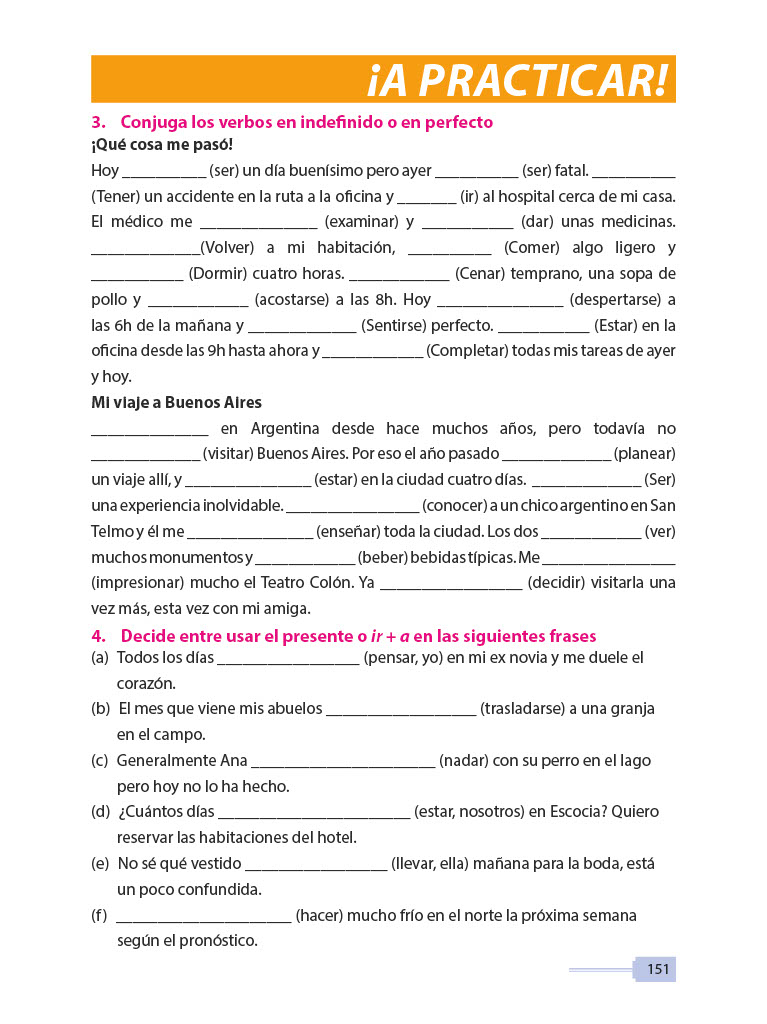 ¡A PRACTICAR!
3. Conjuga los verbos en indefinido o en perfecto
¡Qué cosa me pasó!
Hoy __________ (ser) un día buenísimo pero ayer __________ (ser) fatal. __________
(Tener) un accidente en la ruta a la oficina y _______ (ir) al hospital cerca de mi casa.
El médico me ______________ (examinar) y ___________ (dar) unas medicinas.
_____________(Volver) a mi habitación, __________ (Comer) algo ligero y
___________ (Dormir) cuatro horas. ____________ (Cenar) temprano, una sopa de
pollo y ____________ (acostarse) a las 8h. Hoy _______________ (despertarse) a
las 6h de la mañana y _____________ (Sentirse) perfecto. ___________ (Estar) en la
oficina desde las 9h hasta ahora y ____________ (Completar) todas mis tareas de ayer
y hoy.
Mi viaje a Buenos Aires
______________ en Argentina desde hace muchos años, pero todavía no
_____________ (visitar) Buenos Aires. Por eso el año pasado _____________ (planear)
un viaje allí, y _______________ (estar) en la ciudad cuatro días. _____________ (Ser)
una experiencia inolvidable. ________________ (conocer) a un chico argentino en San
Telmo y él me _______________ (enseñar) toda la ciudad. Los dos ____________ (ver)
muchos monumentos y ____________ (beber) bebidas típicas. Me ________________
(impresionar) mucho el Teatro Colón. Ya _________________ (decidir) visitarla una
vez más, esta vez con mi amiga.
4. Decide entre usar el presente o ir + a en las siguientes frases
(a) Todos los días _________________ (pensar, yo) en mi ex novia y me duele el
corazón.
(b) El mes que viene mis abuelos __________________ (trasladarse) a una granja
en el campo.
(c) Generalmente Ana ______________________ (nadar) con su perro en el lago
pero hoy no lo ha hecho.
(d) ¿Cuántos días _______________________ (estar, nosotros) en Escocia? Quiero
reservar las habitaciones del hotel.
(e) No sé qué vestido _________________ (llevar, ella) mañana para la boda, está
un poco confundida.
(f) _____________________ (hacer) mucho frío en el norte la próxima semana
según el pronóstico.
151